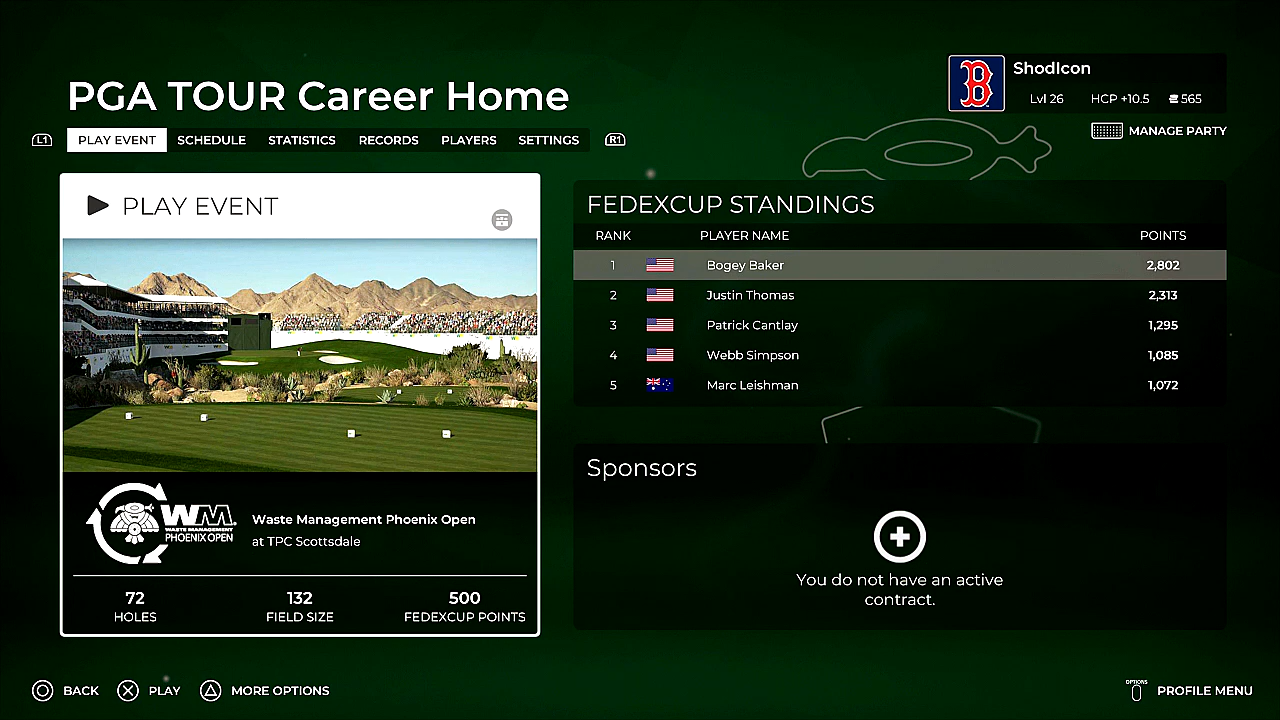 PGA TOUR Career Home
B
ShodIcon
Lvl 26 HCP +10.5 565
MANAGE PARTY
L1 PLAY EVENT SCHEDULE STATISTICS RECORDS PLAYERS SETTINGS R1
PLAY EVENT
WM
WASTE MANAGEMENT
PHOENIX OPEN
Waste Management Phoenix Open
at TPC Scottsdale
72 132 500
HOLES FIELD SIZE FEDEXCUP POINTS
FEDEXCUP STANDINGS
RANK PLAYER NAME POINTS
1 Bogey Baker 2,802
2 Justin Thomas 2,313
3 Patrick Cantlay 1,295
4 Webb Simpson 1,085
5 Marc Leishman 1,072
Sponsors
You do not have an active
contract.
BACK PLAY MORE OPTIONS
OPTIONS
PROFILE MENU